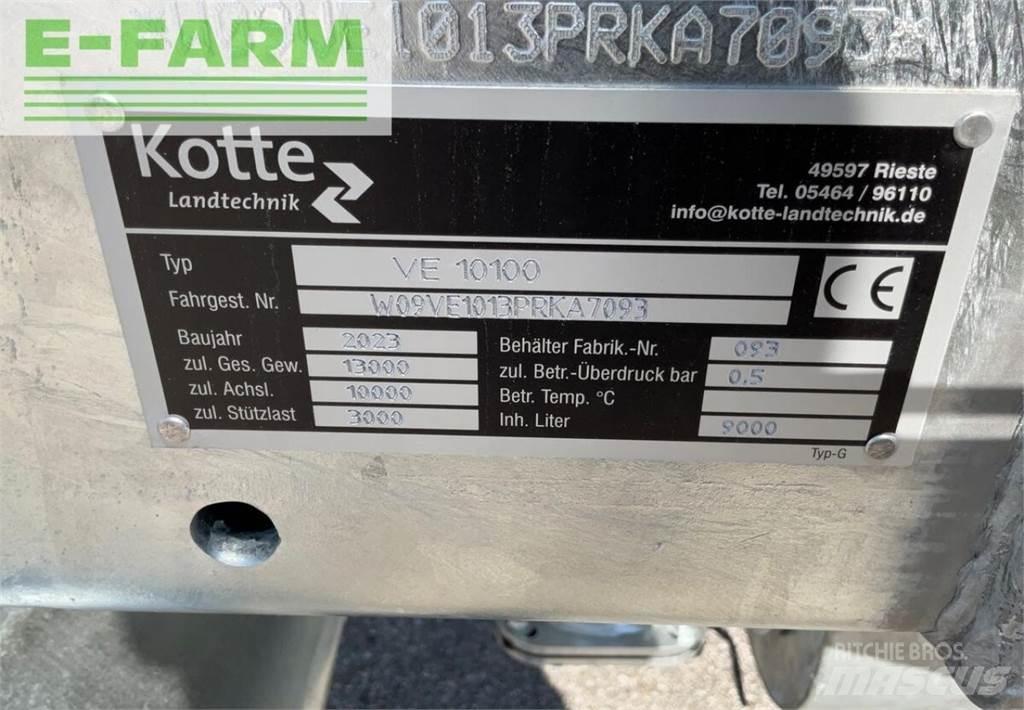 E-FARM
1013PRKA7093*
Kotte
Landtechnik
49597 Rieste
Tel. 05464 / 96110
info@kotte-landtechnik.de
Typ VE 10100
CE
Fahrgest. Nr. W09VE1013PRKA7093
Baujahr 2023
zul. Ges. Gew. 13000
zul. Achsl. 10000
zul. Stützlast 3000
Behälter Fabrik.-Nr. 093
zul. Betr.-Überdruck bar 0,5
Betr. Temp. °C
Inh. Liter 9000
Typ-G
RITCHIE BROS.
MASCUS